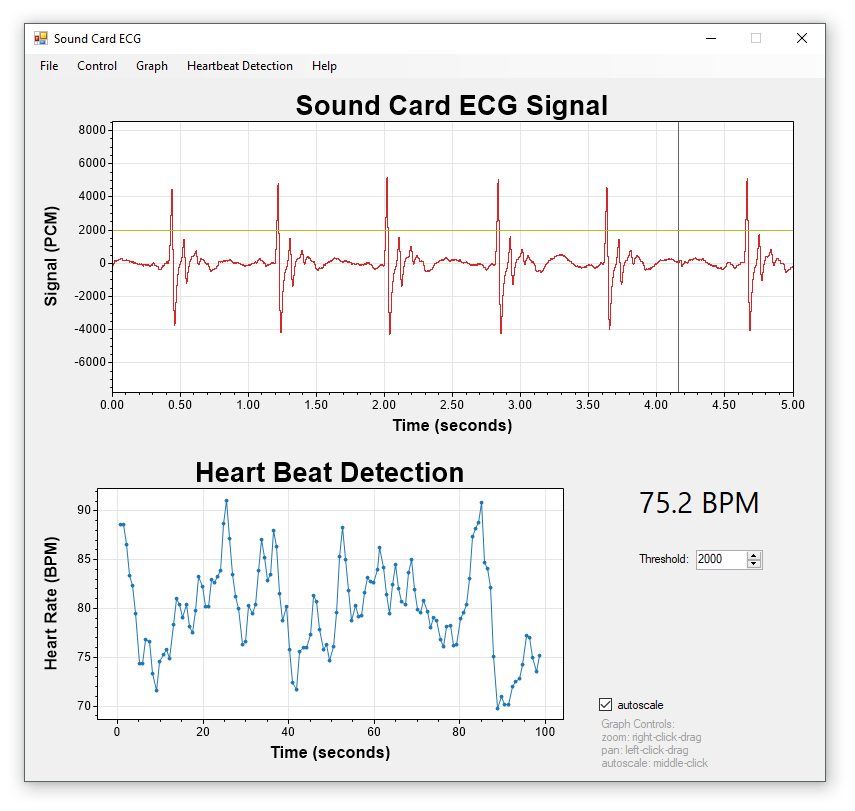 Sound Card ECG
File Control Graph Heartbeat Detection Help
Sound Card ECG Signal
8000
6000
4000
2000
0
-2000
-4000
-6000
Signal (PCM)
0.00 0.50 1.00 1.50 2.00 2.50 3.00 3.50 4.00 4.50 5.00
Time (seconds)
Heart Beat Detection
90
85
80
75
70
Heart Rate (BPM)
0 20 40 60 80 100
Time (seconds)
75.2 BPM
Threshold: 2000
autoscale
Graph Controls:
zoom: right-click-drag
pan: left-click-drag
autoscale: middle-click